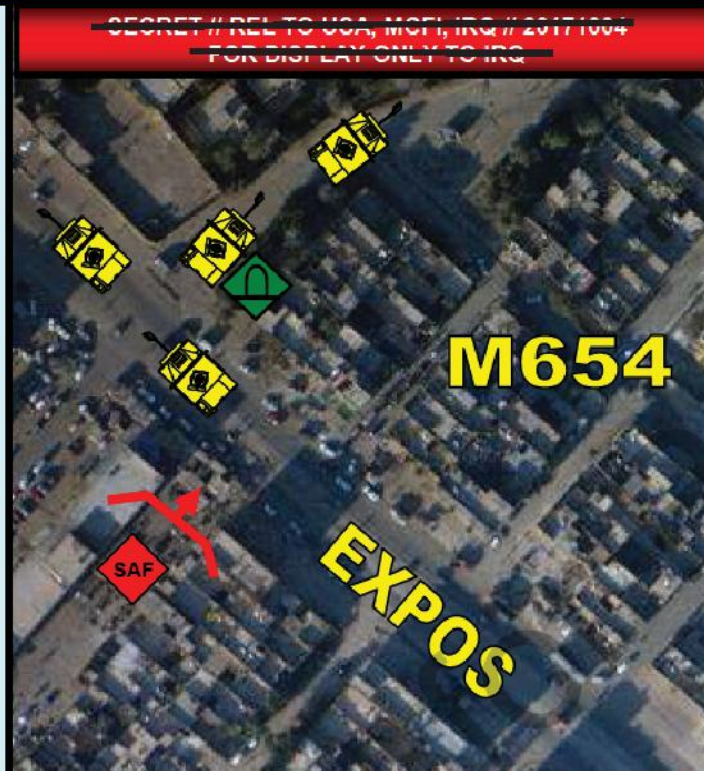 SECRET // REL TO USA, MCFI, IRQ // 20171004
FOR DISPLAY ONLY TO IRQ
M654
SAF
EXPOS